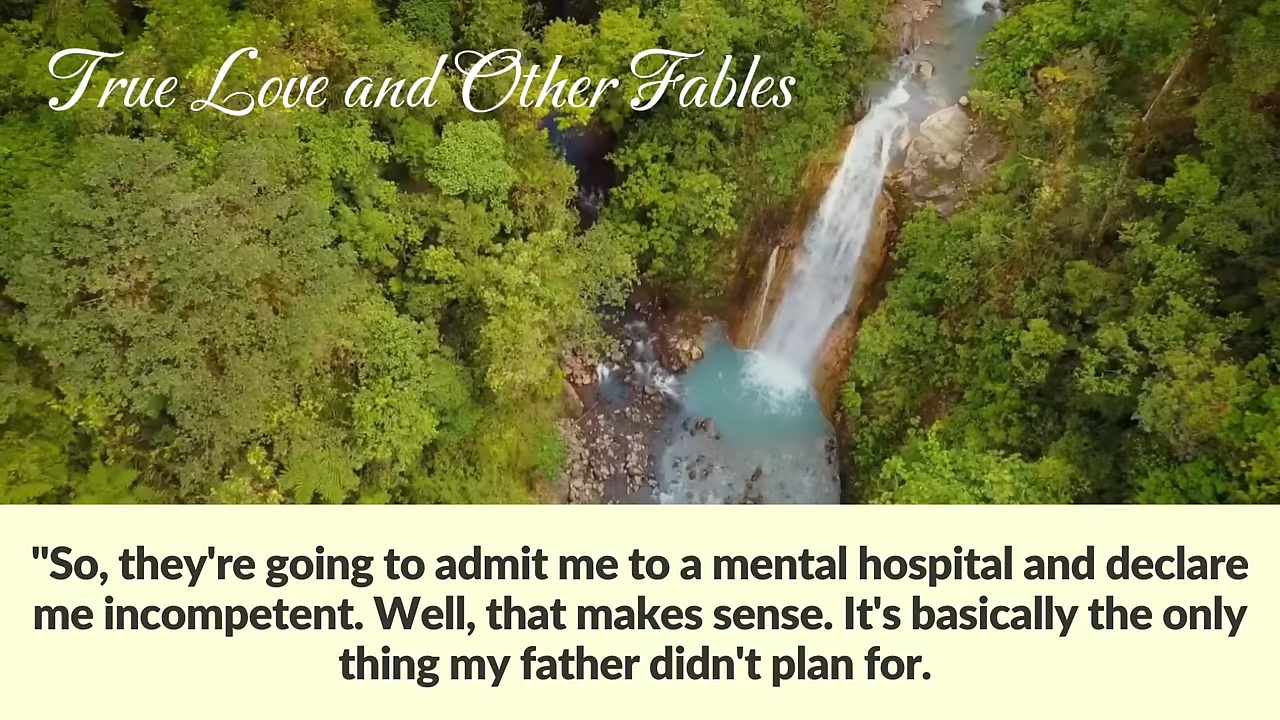 True Love and Other Fables
"So, they're going to admit me to a mental hospital and declare
me incompetent. Well, that makes sense. It's basically the only
thing my father didn't plan for.